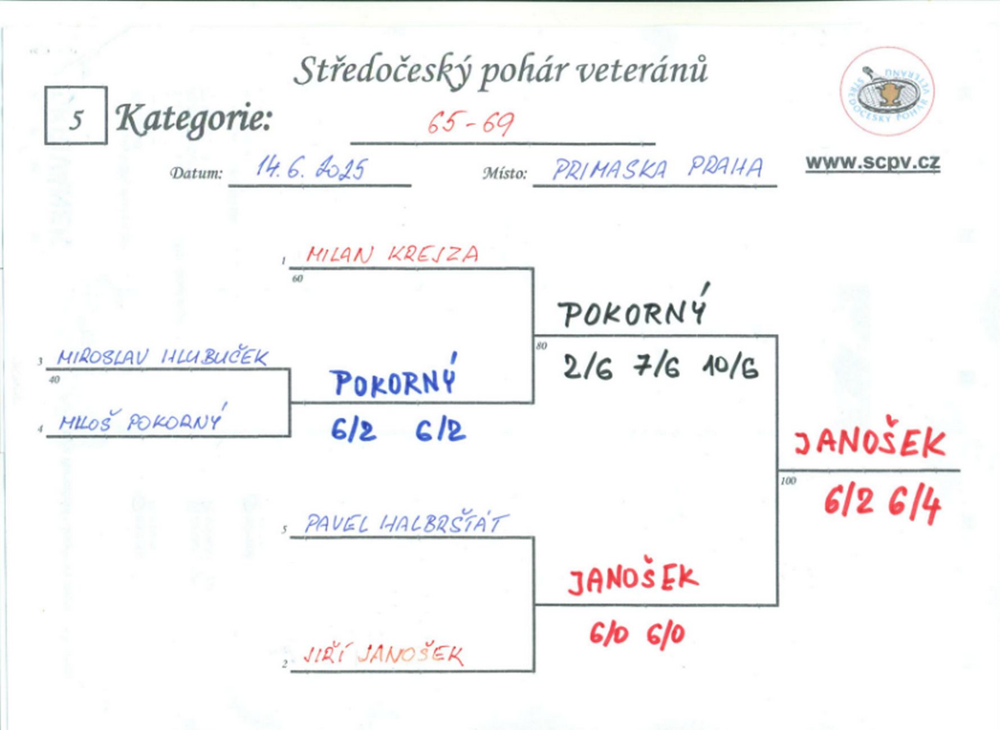 Středočeský pohár veteránů
STŘEDOČESKÝ POHÁR VETERÁNŮ
5 Kategorie: 65-69
www.scpv.cz
Datum: 14.6.2025 Místo: PRIMASKA PRAHA
1 MILAN KREJZA
60
POKORNÝ
80
2/6 7/6 10/6
3 MIROSLAV HLUBUČEK
40
POKORNÝ
6/2 6/2
4 MILOŠ POKORNÝ
JANOŠEK
100
6/2 6/4
5 PAVEL HALBRŠTÁT
JANOŠEK
6/0 6/0
2 JIŘÍ JANOŠEK